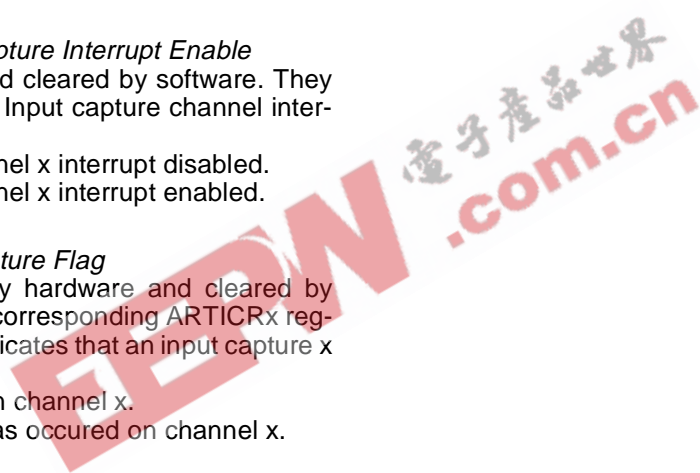 pture Interrupt Enable
d cleared by software. They
Input capture channel inter-
nel x interrupt disabled.
nel x interrupt enabled.
ture Flag
y hardware and cleared by
corresponding ARTICRx reg-
icates that an input capture x
n channel x.
as occured on channel x.
EEPW 电子产品世界
.com.cn